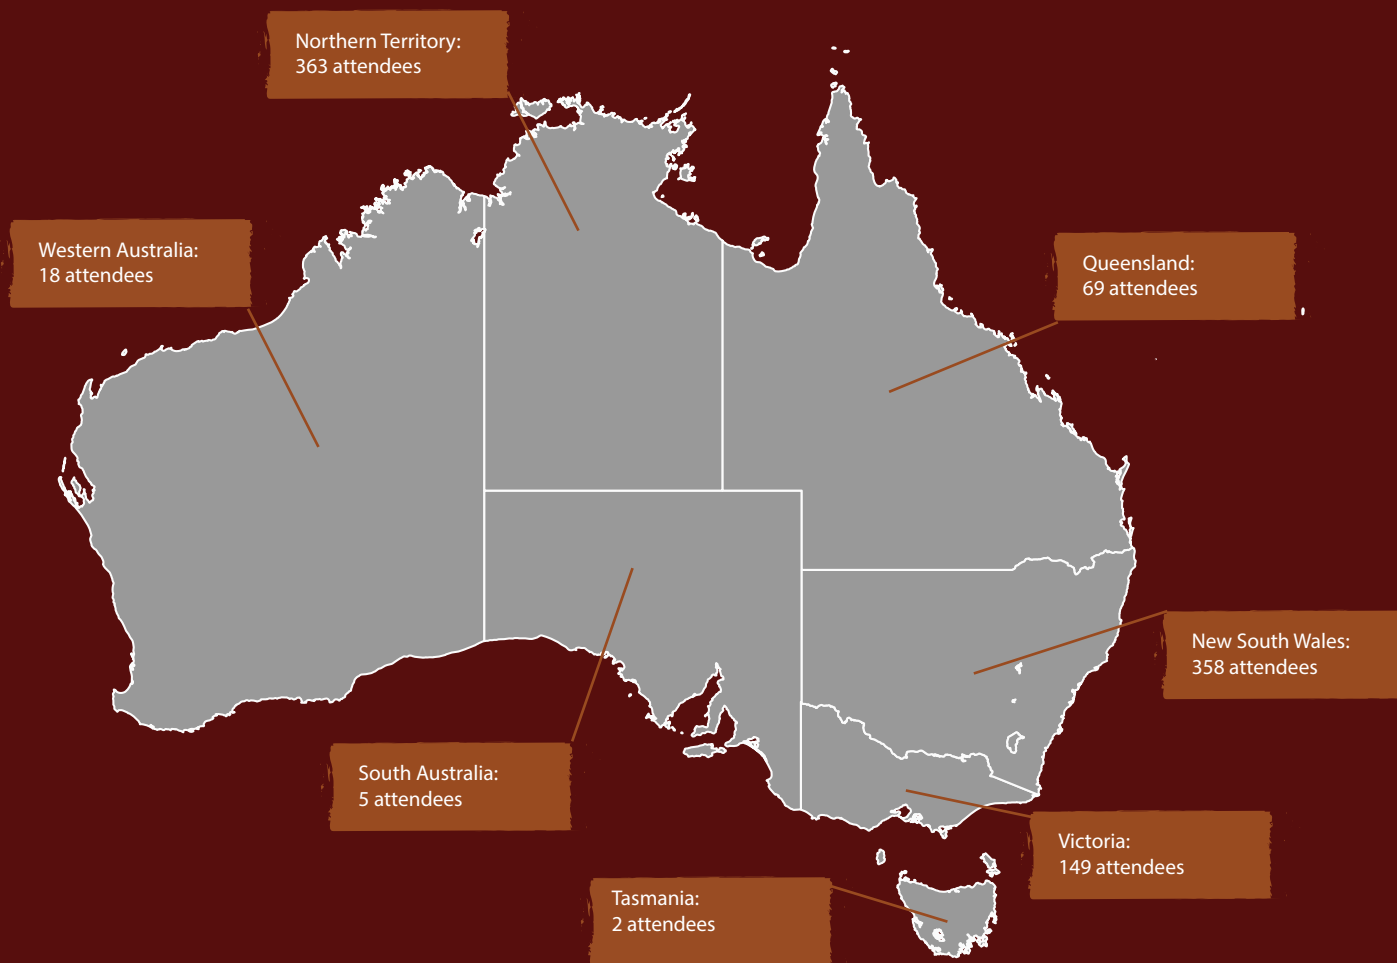 Northern Territory:
363 attendees
Western Australia:
18 attendees
Queensland:
69 attendees
New South Wales:
358 attendees
South Australia:
5 attendees
Victoria:
149 attendees
Tasmania:
2 attendees